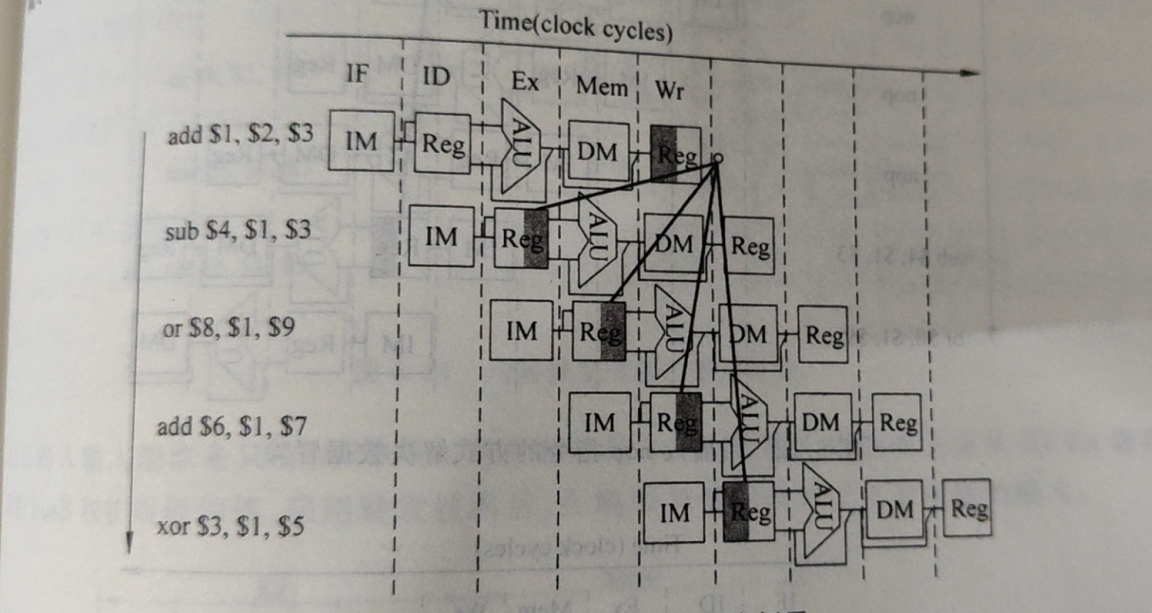 Time(clock cycles)
IF ID Ex Mem Wr
add $1, $2, $3 IM Reg ALU DM Reg
sub $4, $1, $3 IM Reg ALU DM Reg
or $8, $1, $9 IM Reg ALU DM Reg
add $6, $1, $7 IM Reg ALU DM Reg
xor $3, $1, $5 IM Reg ALU DM Reg